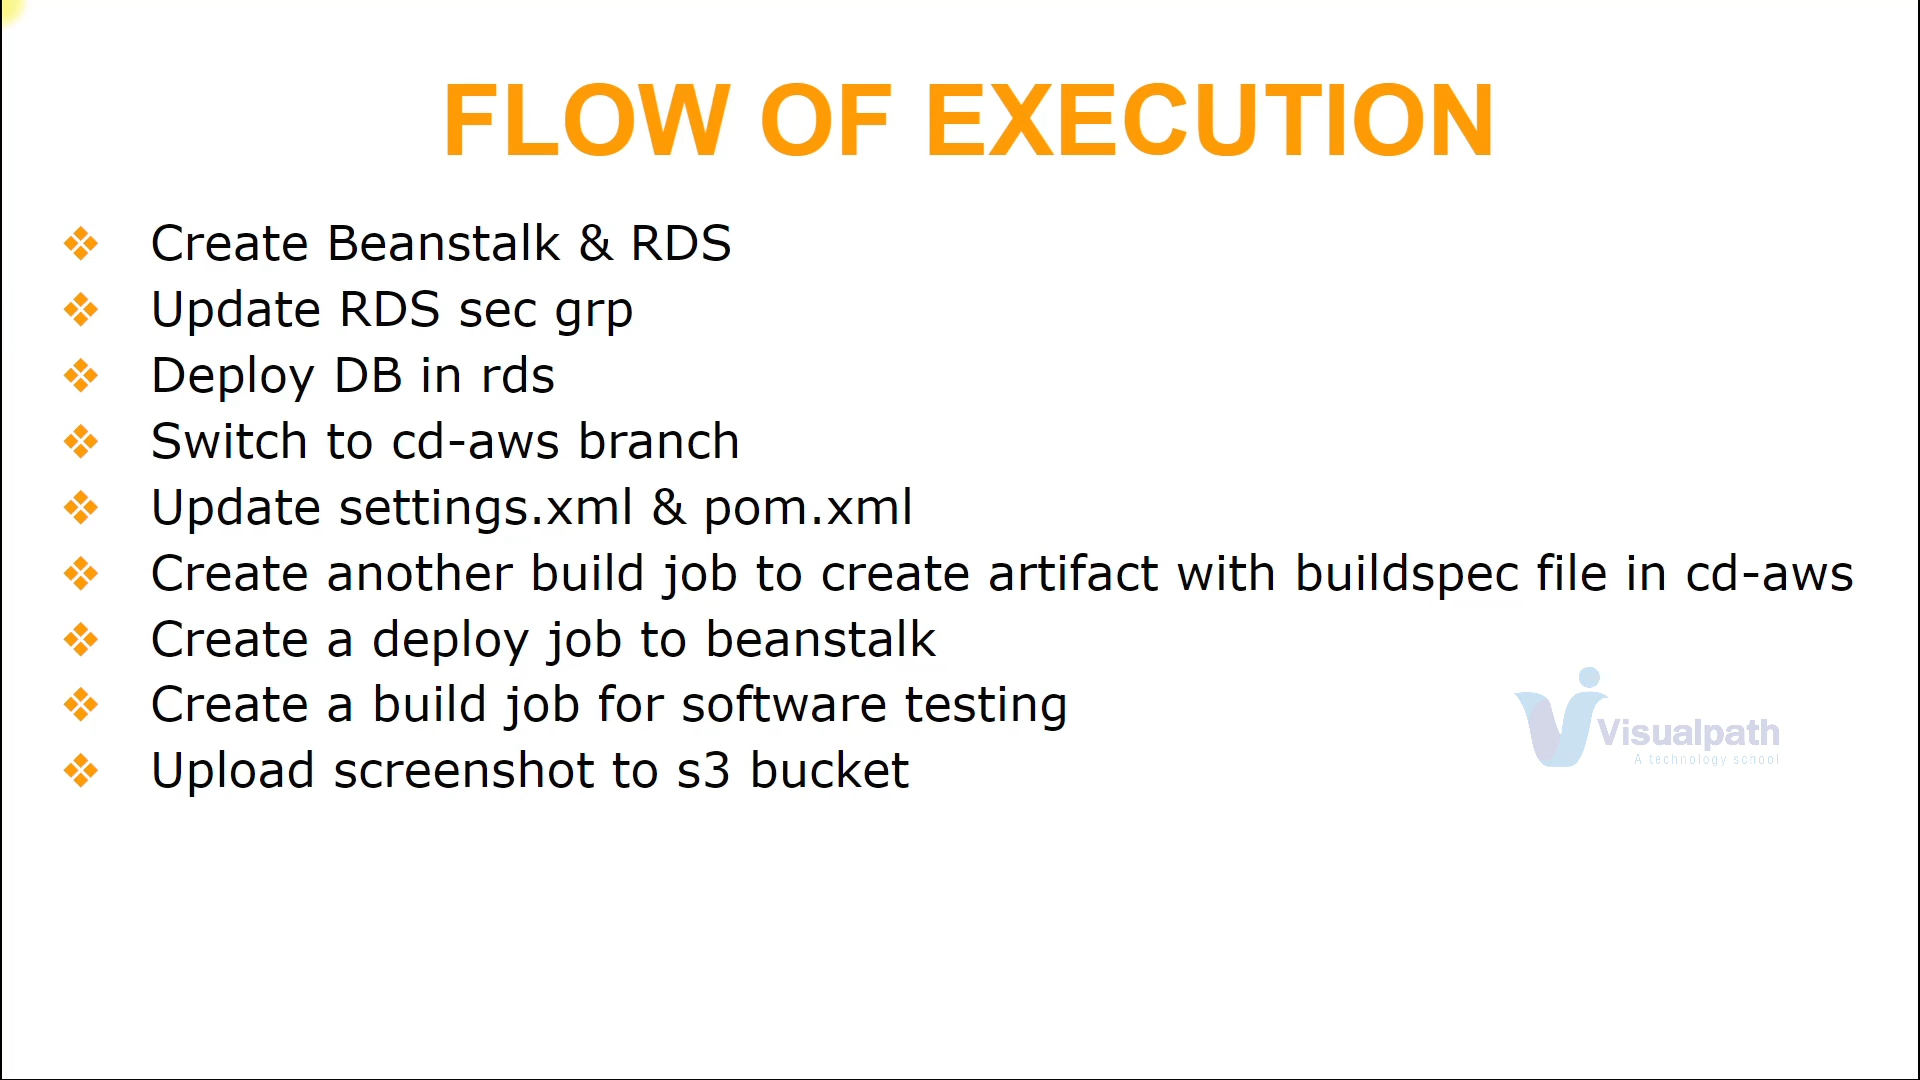 FLOW OF EXECUTION
Create Beanstalk & RDS
Update RDS sec grp
Deploy DB in rds
Switch to cd-aws branch
Update settings.xml & pom.xml
Create another build job to create artifact with buildspec file in cd-aws
Create a deploy job to beanstalk
Create a build job for software testing
Upload screenshot to s3 bucket
Visualpath
A technology school